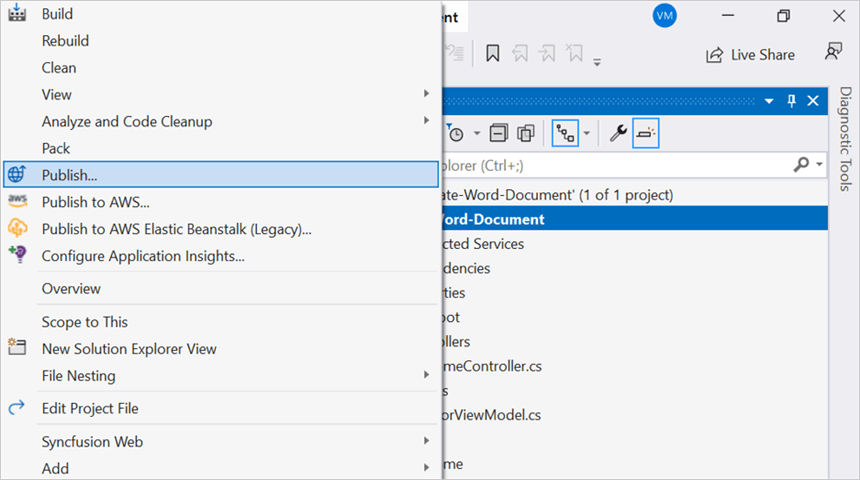 Build
Rebuild
Clean
View
Analyze and Code Cleanup
Pack
Publish...
aws
Publish to AWS...
Publish to AWS Elastic Beanstalk (Legacy)...
Configure Application Insights...
Overview
Scope to This
New Solution Explorer View
File Nesting
Edit Project File
Syncfusion Web
Add
nt
VM
Live Share
plorer (Ctrl+;)
ate-Word-Document' (1 of 1 project)
Word-Document
cted Services
dencies
ties
oot
llers
meController.cs
s
orViewModel.cs
me
Diagnostic Tools